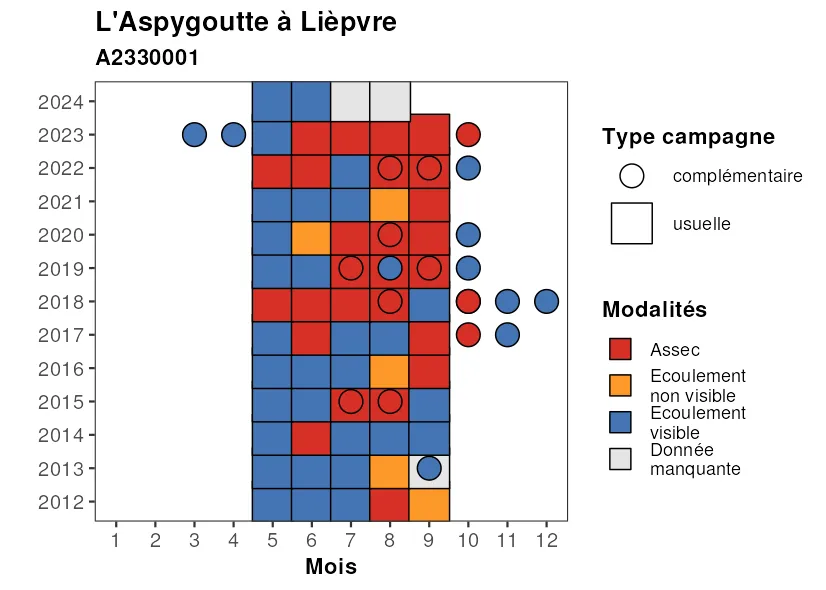 L'Aspygoutte à Lièpvre
A2330001
2024
2023
2022
2021
2020
2019
2018
2017
2016
2015
2014
2013
2012
1 2 3 4 5 6 7 8 9 10 11 12
Mois
Type campagne
complémentaire
usuelle
Modalités
Assec
Ecoulement
non visible
Ecoulement
visible
Donnée
manquante